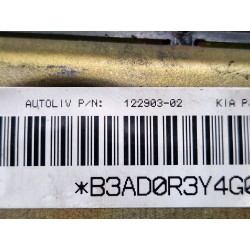 AUTOLIV P/N: 122903-02 KIA P/
*B3AD0R3Y4G0